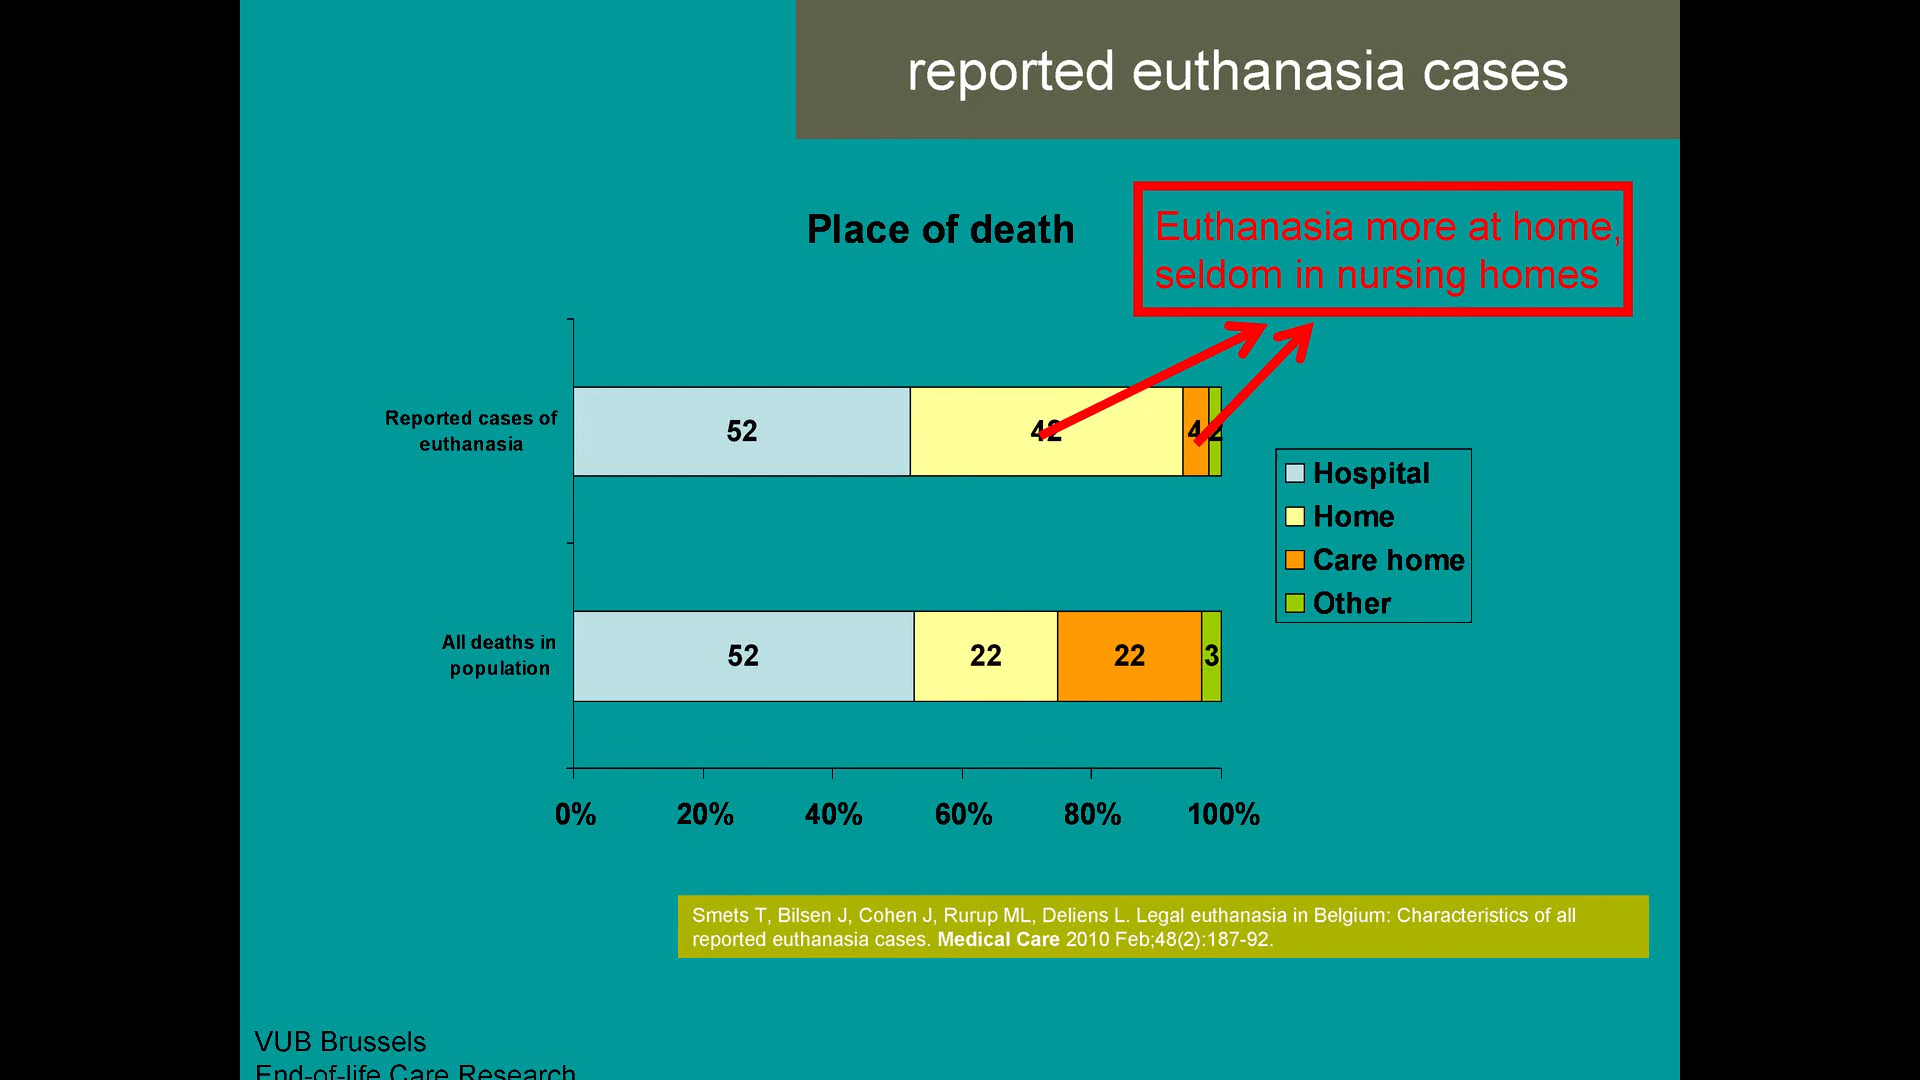 reported euthanasia cases
Place of death
Euthanasia more at home,
seldom in nursing homes
Reported cases of
euthanasia
52
42
4
2
All deaths in
population
52
22
22
3
Hospital
Home
Care home
Other
0%
20%
40%
60%
80%
100%
Smets T, Bilsen J, Cohen J, Rurup ML, Deliens L. Legal euthanasia in Belgium: Characteristics of all
reported euthanasia cases. Medical Care 2010 Feb;48(2):187-92.
VUB Brussels
End-of-life Care Research